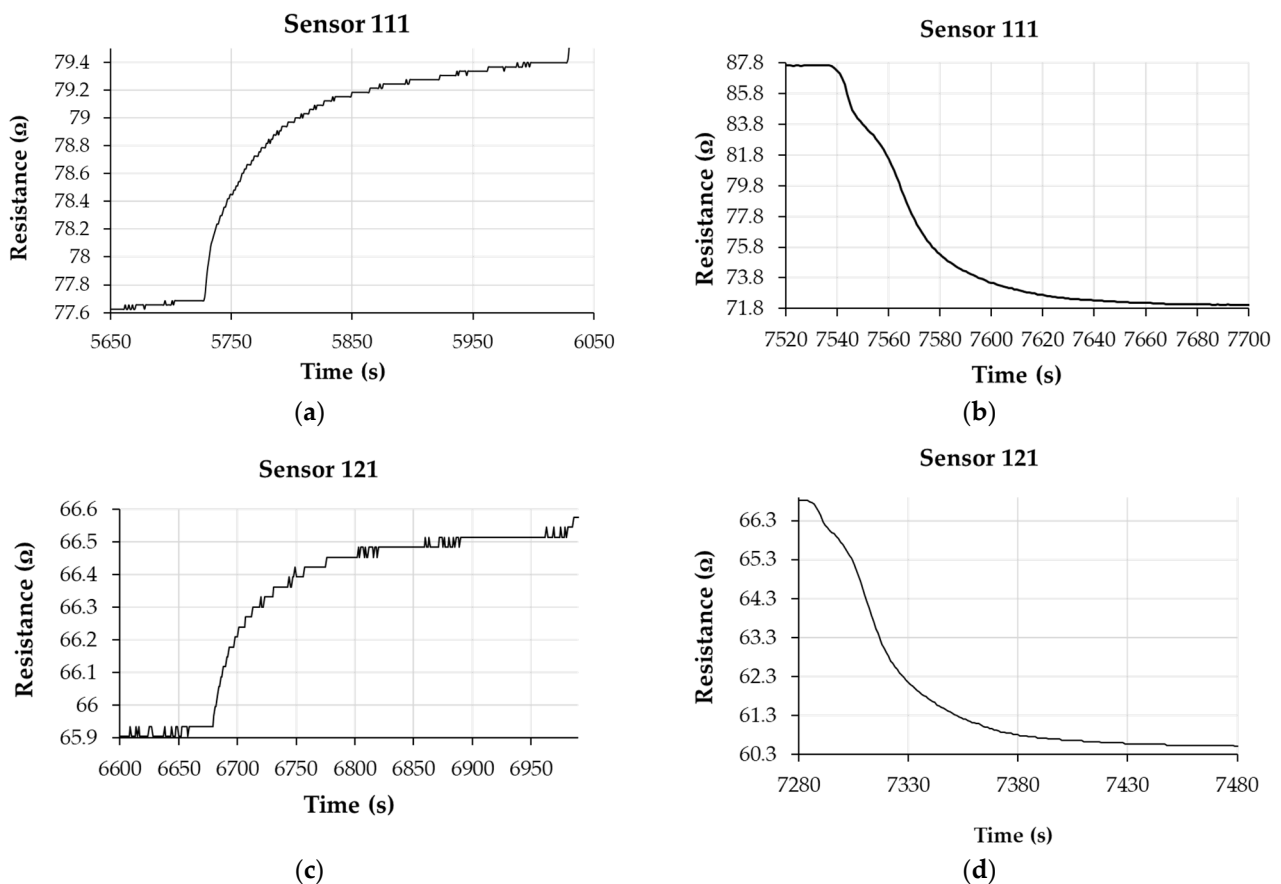 Sensor 111
79.4
79.2
79
78.8
78.6
78.4
78.2
78
77.8
77.6
Resistance (Ω)
5650 5750 5850 5950 6050
Time (s)
(a)
Sensor 111
87.8
85.8
83.8
81.8
79.8
77.8
75.8
73.8
71.8
Resistance (Ω)
7520 7540 7560 7580 7600 7620 7640 7660 7680 7700
Time (s)
(b)
Sensor 121
66.6
66.5
66.4
66.3
66.2
66.1
66
65.9
Resistance (Ω)
6600 6650 6700 6750 6800 6850 6900 6950
Time (s)
(c)
Sensor 121
66.3
65.3
64.3
63.3
62.3
61.3
60.3
Resistance (Ω)
7280 7330 7380 7430 7480
Time (s)
(d)